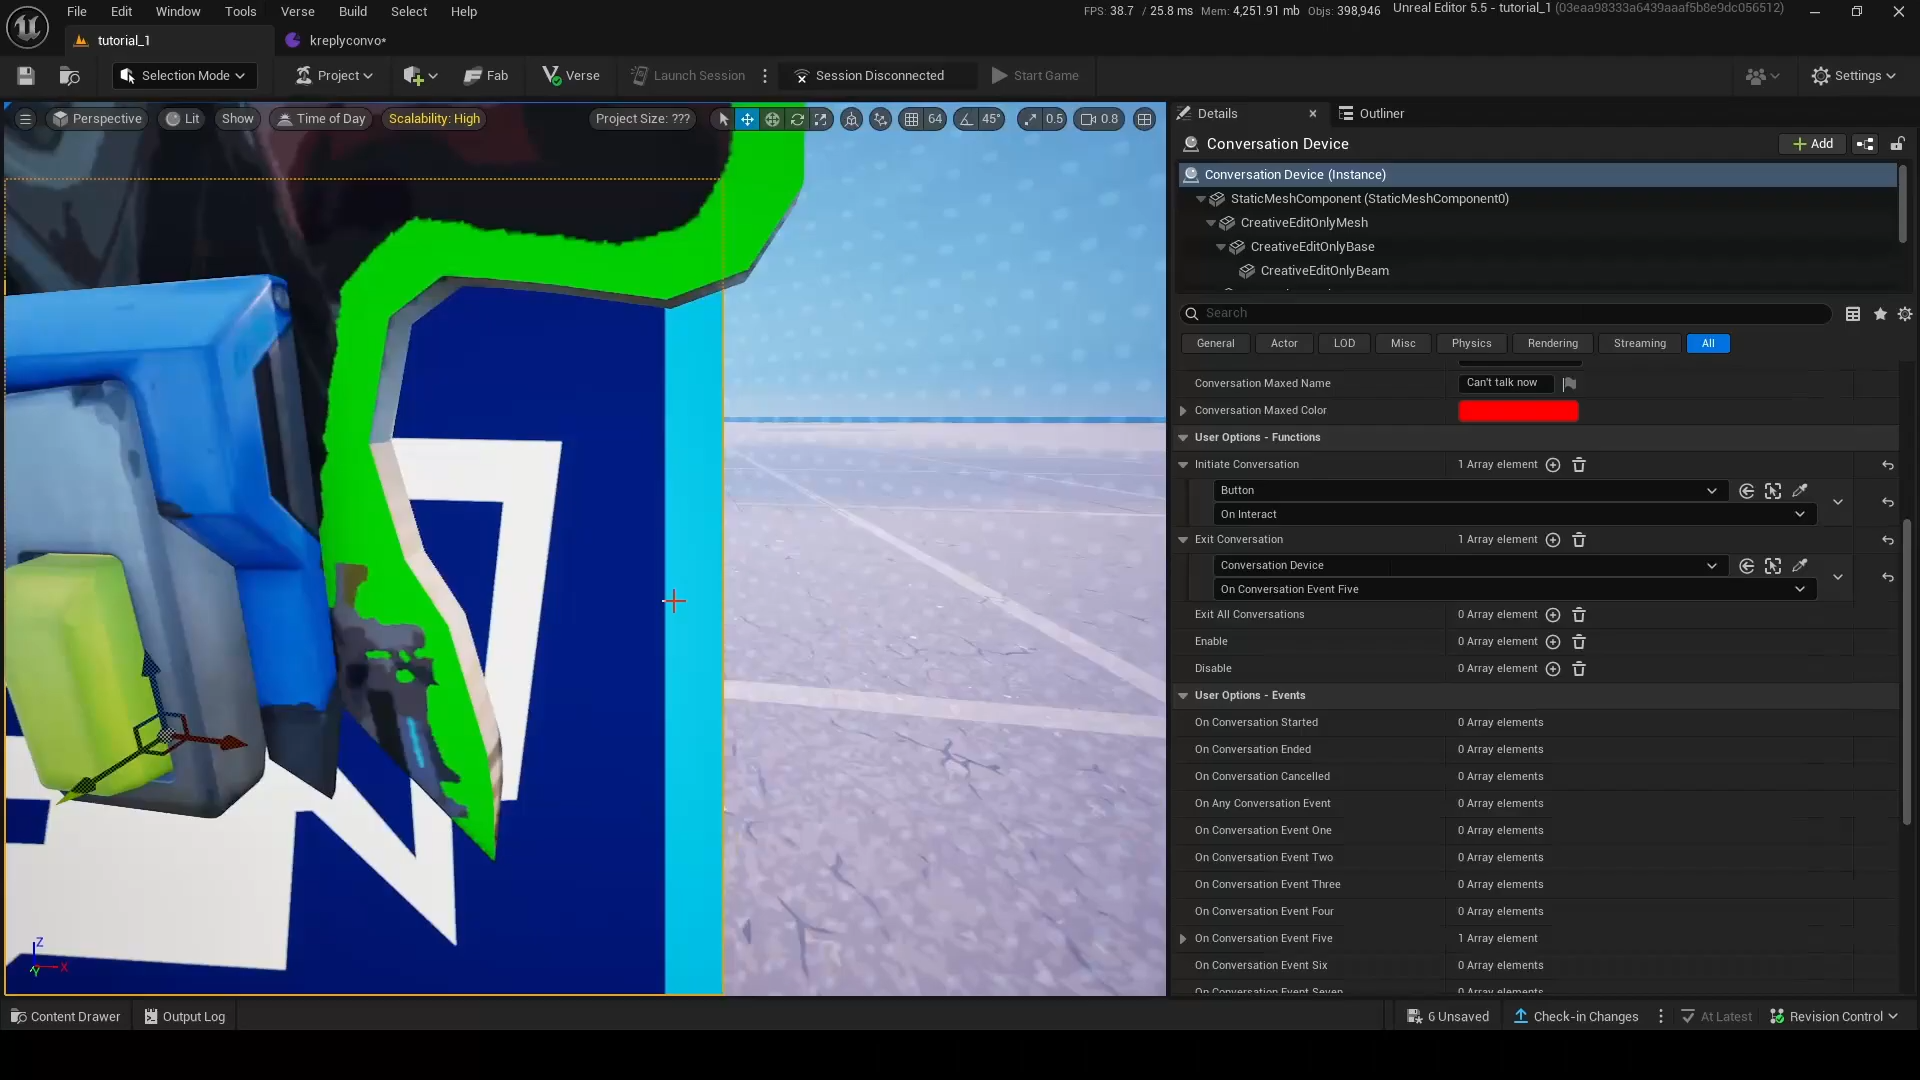 File Edit Window Tools Verse Build Select Help
FPS: 38.7 / 25.8 ms Mem: 4,251.91 mb Objs: 398,946 Unreal Editor 5.5 - tutorial_1 (03eaa98333a6439aaaf5b8e9dc056512)
tutorial_1 kreplyconvo*
Selection Mode Project Fab Verse Launch Session Session Disconnected Start Game Settings
Perspective Lit Show Time of Day Scalability: High Project Size: ??? 64 45° 0.5 0.8
Details Outliner
Conversation Device Add
Conversation Device (Instance)
StaticMeshComponent (StaticMeshComponent0)
CreativeEditOnlyMesh
CreativeEditOnlyBase
CreativeEditOnlyBeam
Search
General Actor LOD Misc Physics Rendering Streaming All
Conversation Maxed Name Can't talk now
Conversation Maxed Color
User Options - Functions
Initiate Conversation 1 Array element
Button
On Interact
Exit Conversation 1 Array element
Conversation Device
On Conversation Event Five
Exit All Conversations 0 Array element
Enable 0 Array element
Disable 0 Array element
User Options - Events
On Conversation Started 0 Array elements
On Conversation Ended 0 Array elements
On Conversation Cancelled 0 Array elements
On Any Conversation Event 0 Array elements
On Conversation Event One 0 Array elements
On Conversation Event Two 0 Array elements
On Conversation Event Three 0 Array elements
On Conversation Event Four 0 Array elements
On Conversation Event Five 1 Array element
On Conversation Event Six 0 Array elements
On Conversation Event Seven 0 Array elements
Z
Y X
Content Drawer Output Log 6 Unsaved Check-in Changes At Latest Revision Control